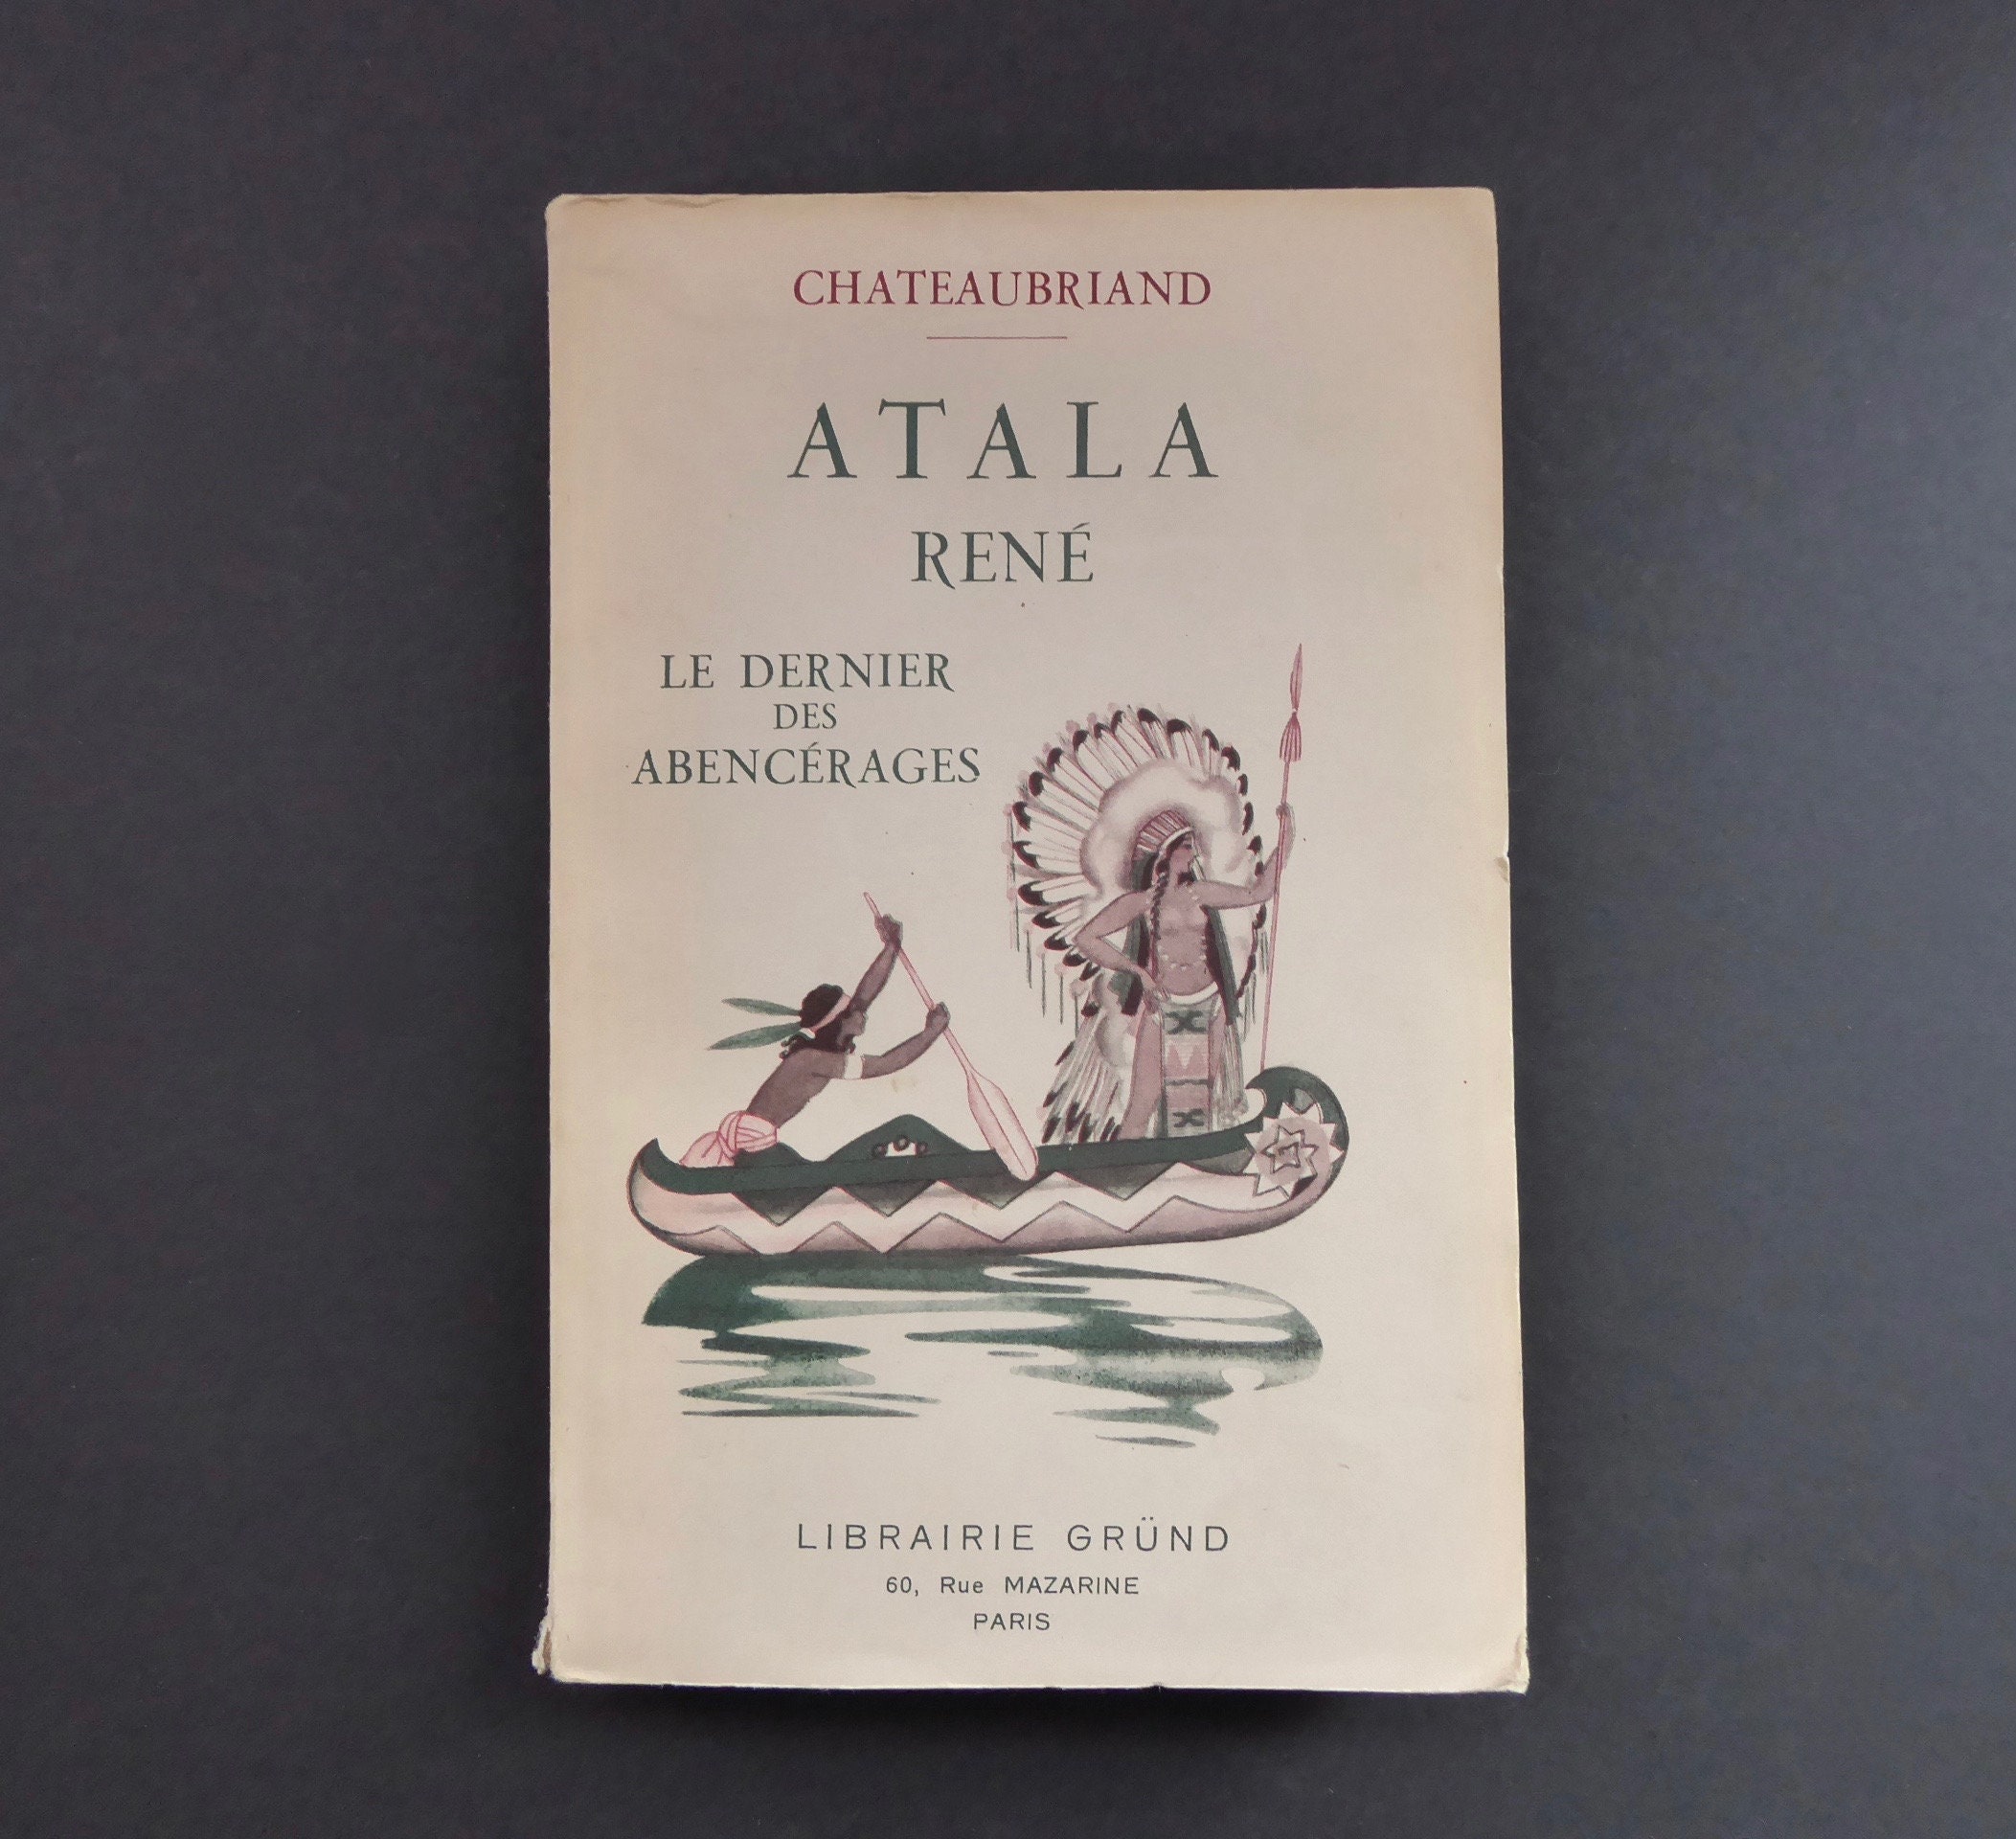 CHATEAUBRIAND
ATALA
RENÉ
LE DERNIER
DES
ABENCÉRAGES
LIBRAIRIE GRÜND
60, Rue MAZARINE
PARIS